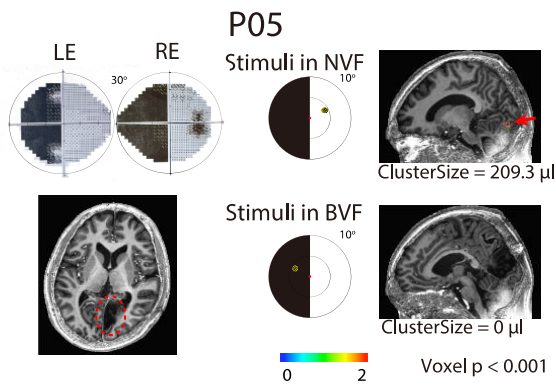 P05
LE
RE
30°
Stimuli in NVF
10°
ClusterSize = 209.3 µl
Stimuli in BVF
10°
ClusterSize = 0 µl
0
2
Voxel p < 0.001